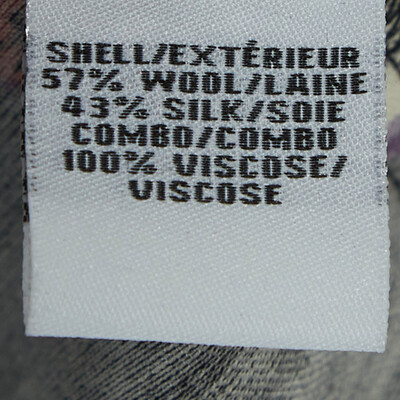 SHELL/EXTÉRIEUR
57% WOOL/LAINE
43% SILK/SOIE
COMBO/COMBO
100% VISCOSE/
VISCOSE